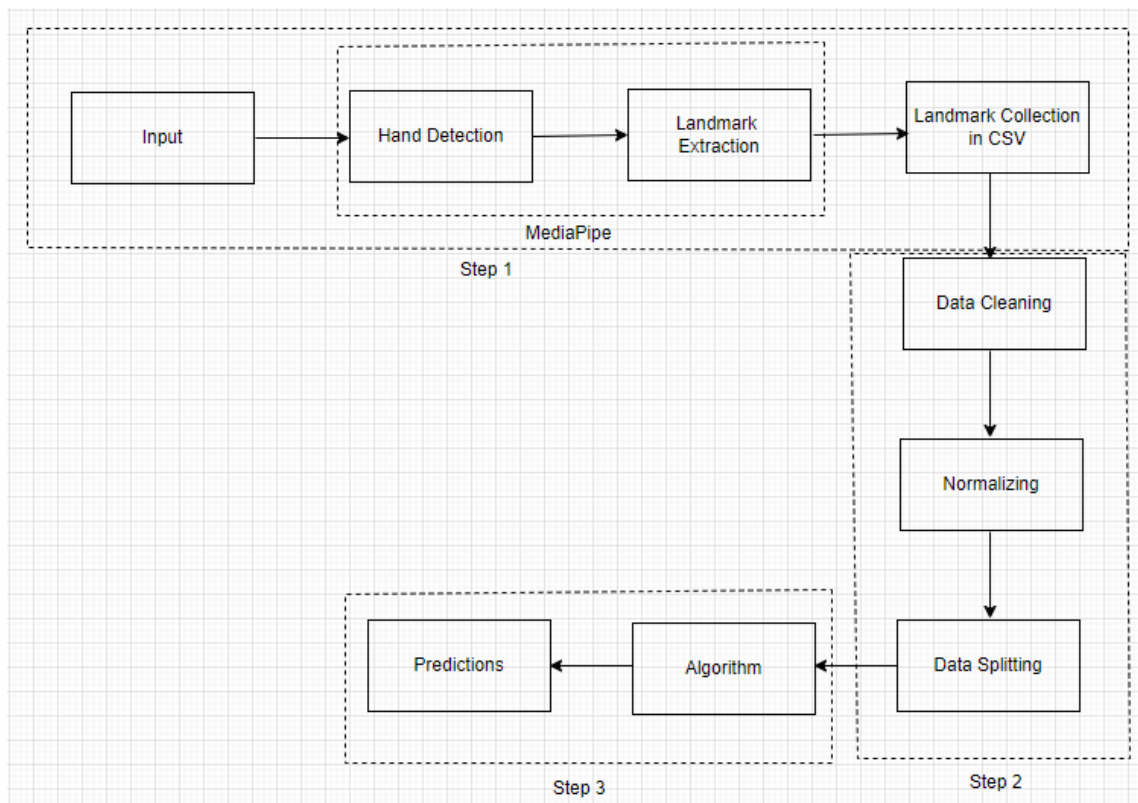 Input
Hand Detection
Landmark
Extraction
Landmark Collection
in CSV
MediaPipe
Step 1
Data Cleaning
Normalizing
Data Splitting
Algorithm
Predictions
Step 2
Step 3